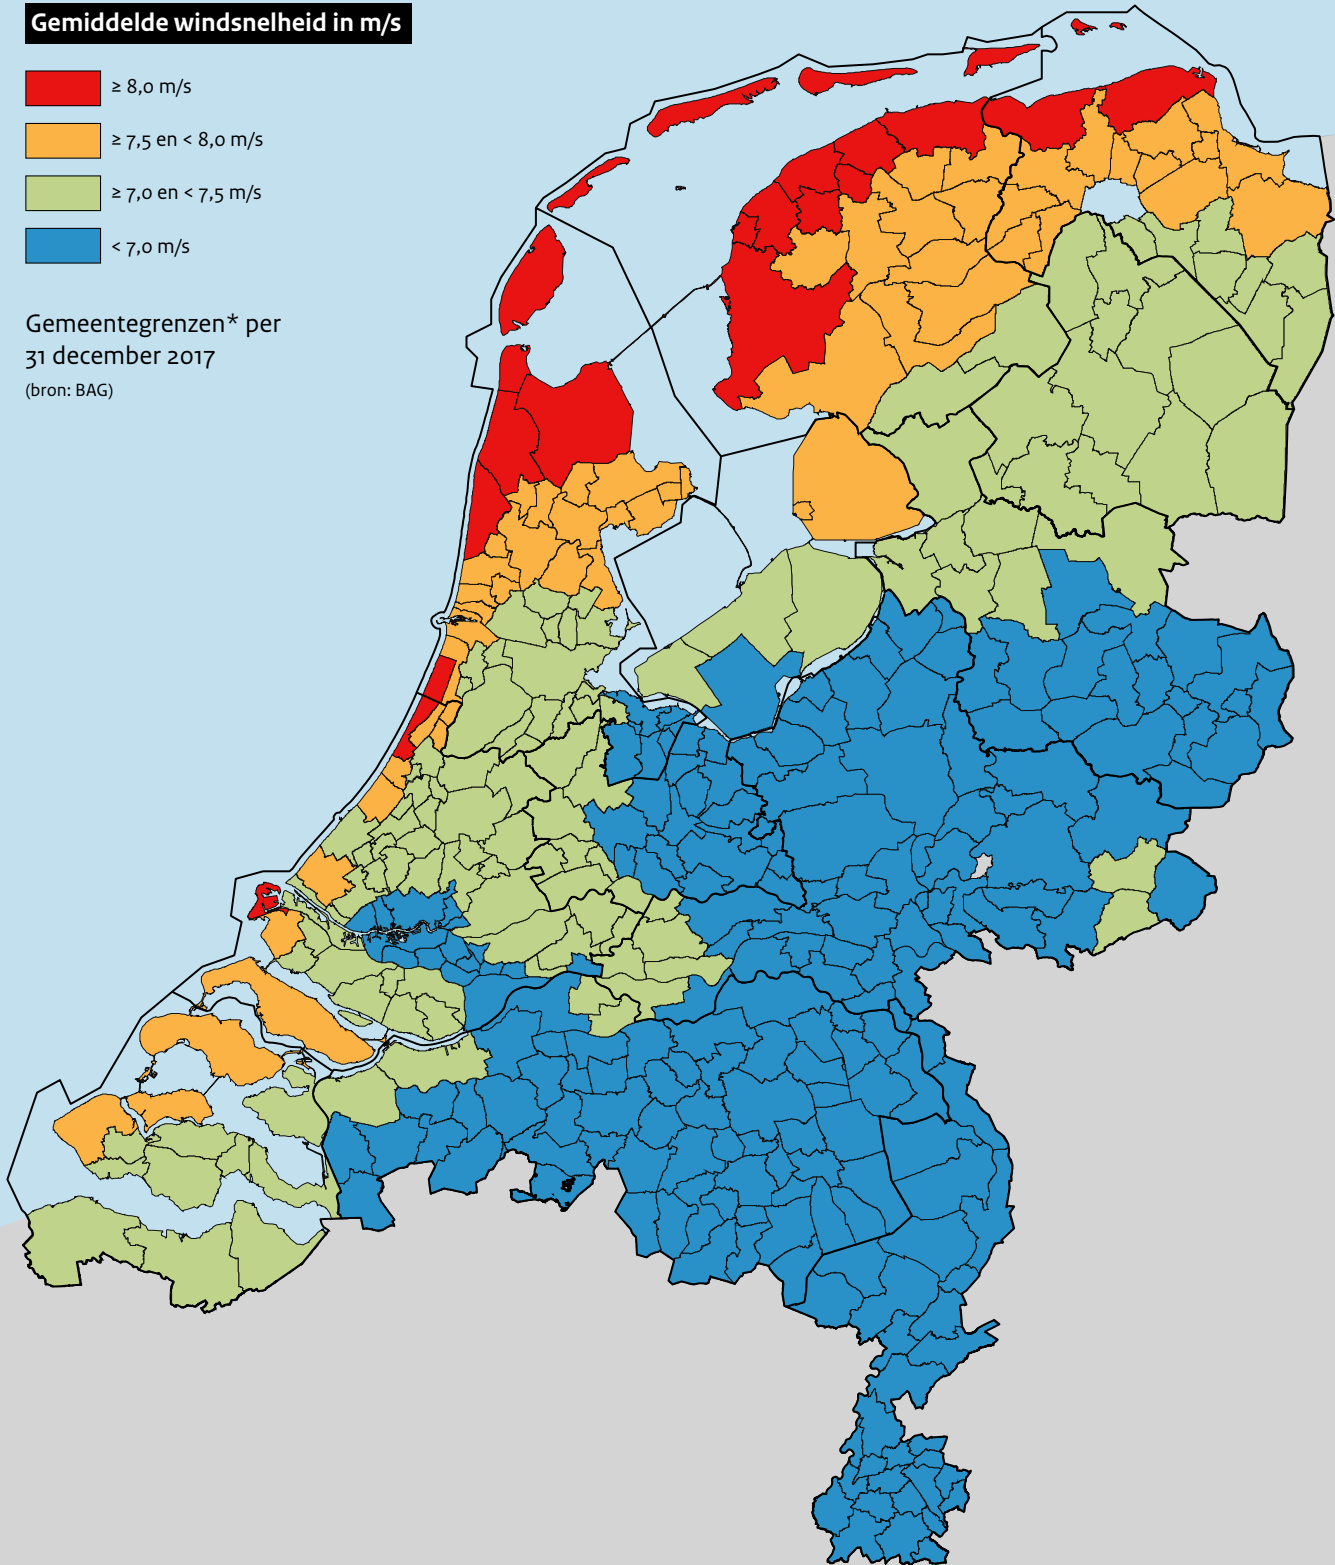 Gemiddelde windsnelheid in m/s
≥ 8,0 m/s
≥ 7,5 en < 8,0 m/s
≥ 7,0 en < 7,5 m/s
< 7,0 m/s
Gemeentegrenzen* per
31 december 2017
(bron: BAG)